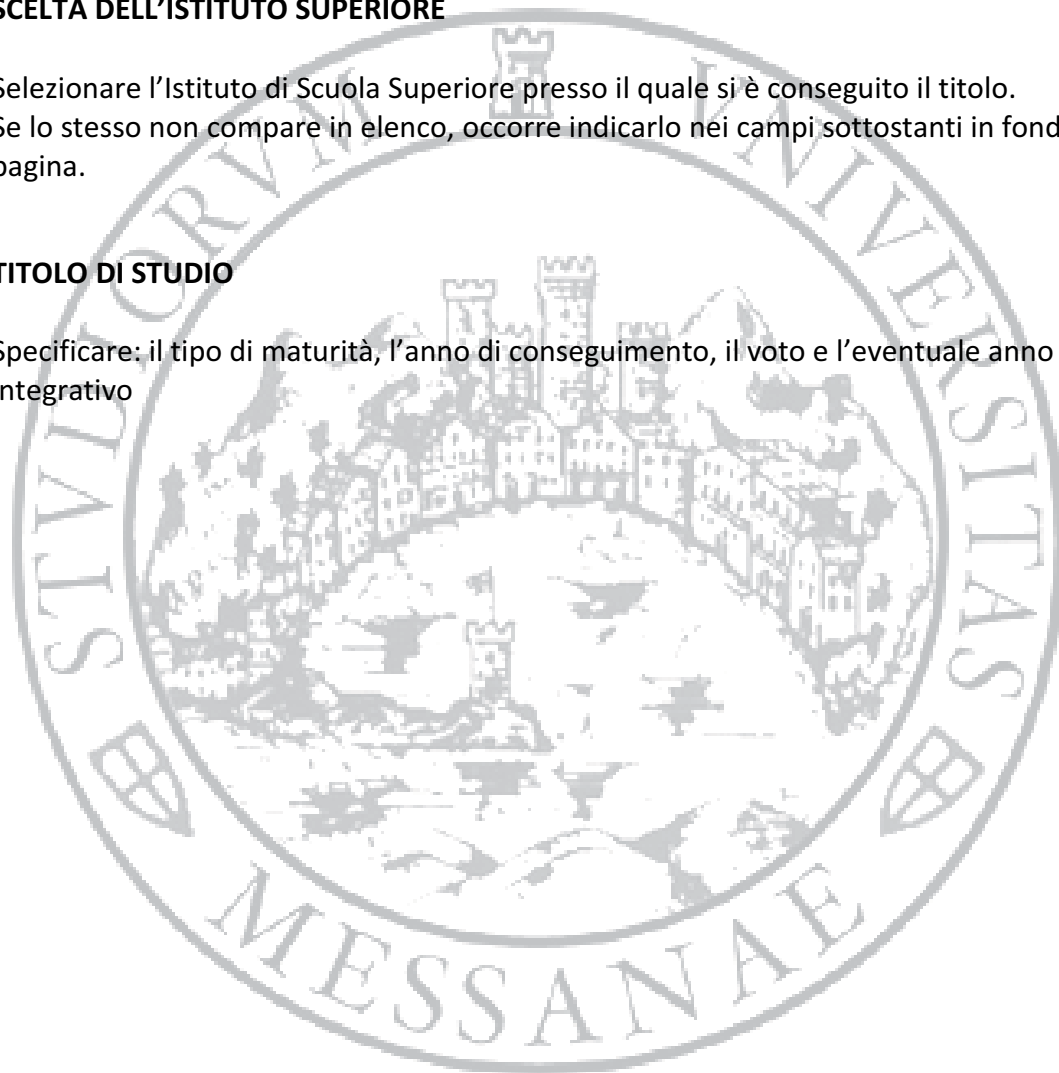 SCELTA DELL’ISTITUTO SUPERIORE
Selezionare l’Istituto di Scuola Superiore presso il quale si è conseguito il titolo.
Se lo stesso non compare in elenco, occorre indicarlo nei campi sottostanti in fond
pagina.
TITOLO DI STUDIO
Specificare: il tipo di maturità, l’anno di conseguimento, il voto e l’eventuale anno
integrativo
STVDIORVM VNIVERSITAS
MESSANAE